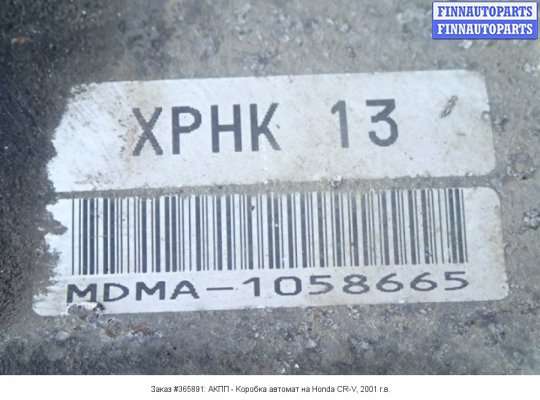 FINNAUTOPARTS
FINNAUTOPARTS
XPHK 13
MDMA-1058665
Заказ #365891: АКПП - Коробка автомат на Honda CR-V, 2001 г.в.